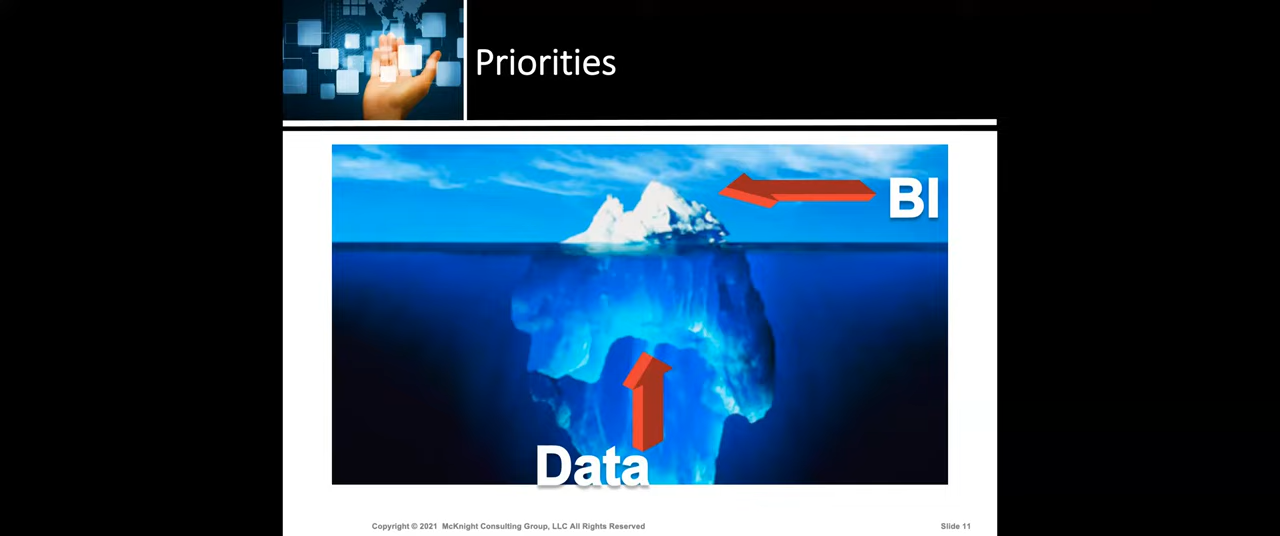 Priorities
BI
Data
Copyright © 2021 McKnight Consulting Group, LLC All Rights Reserved
Slide 11